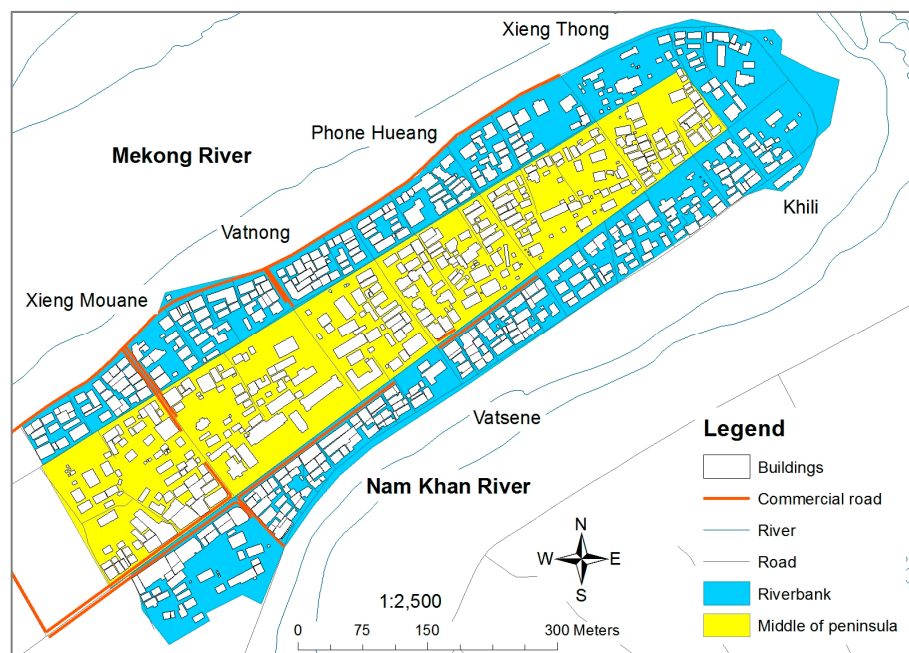 Xieng Thong
Phone Hueang
Mekong River
Vatnong
Khili
Xieng Mouane
Vatsene
Nam Khan River
Legend
Buildings
Commercial road
River
Road
Riverbank
Middle of peninsula
N
W E
S
1:2,500
0 75 150 300 Meters